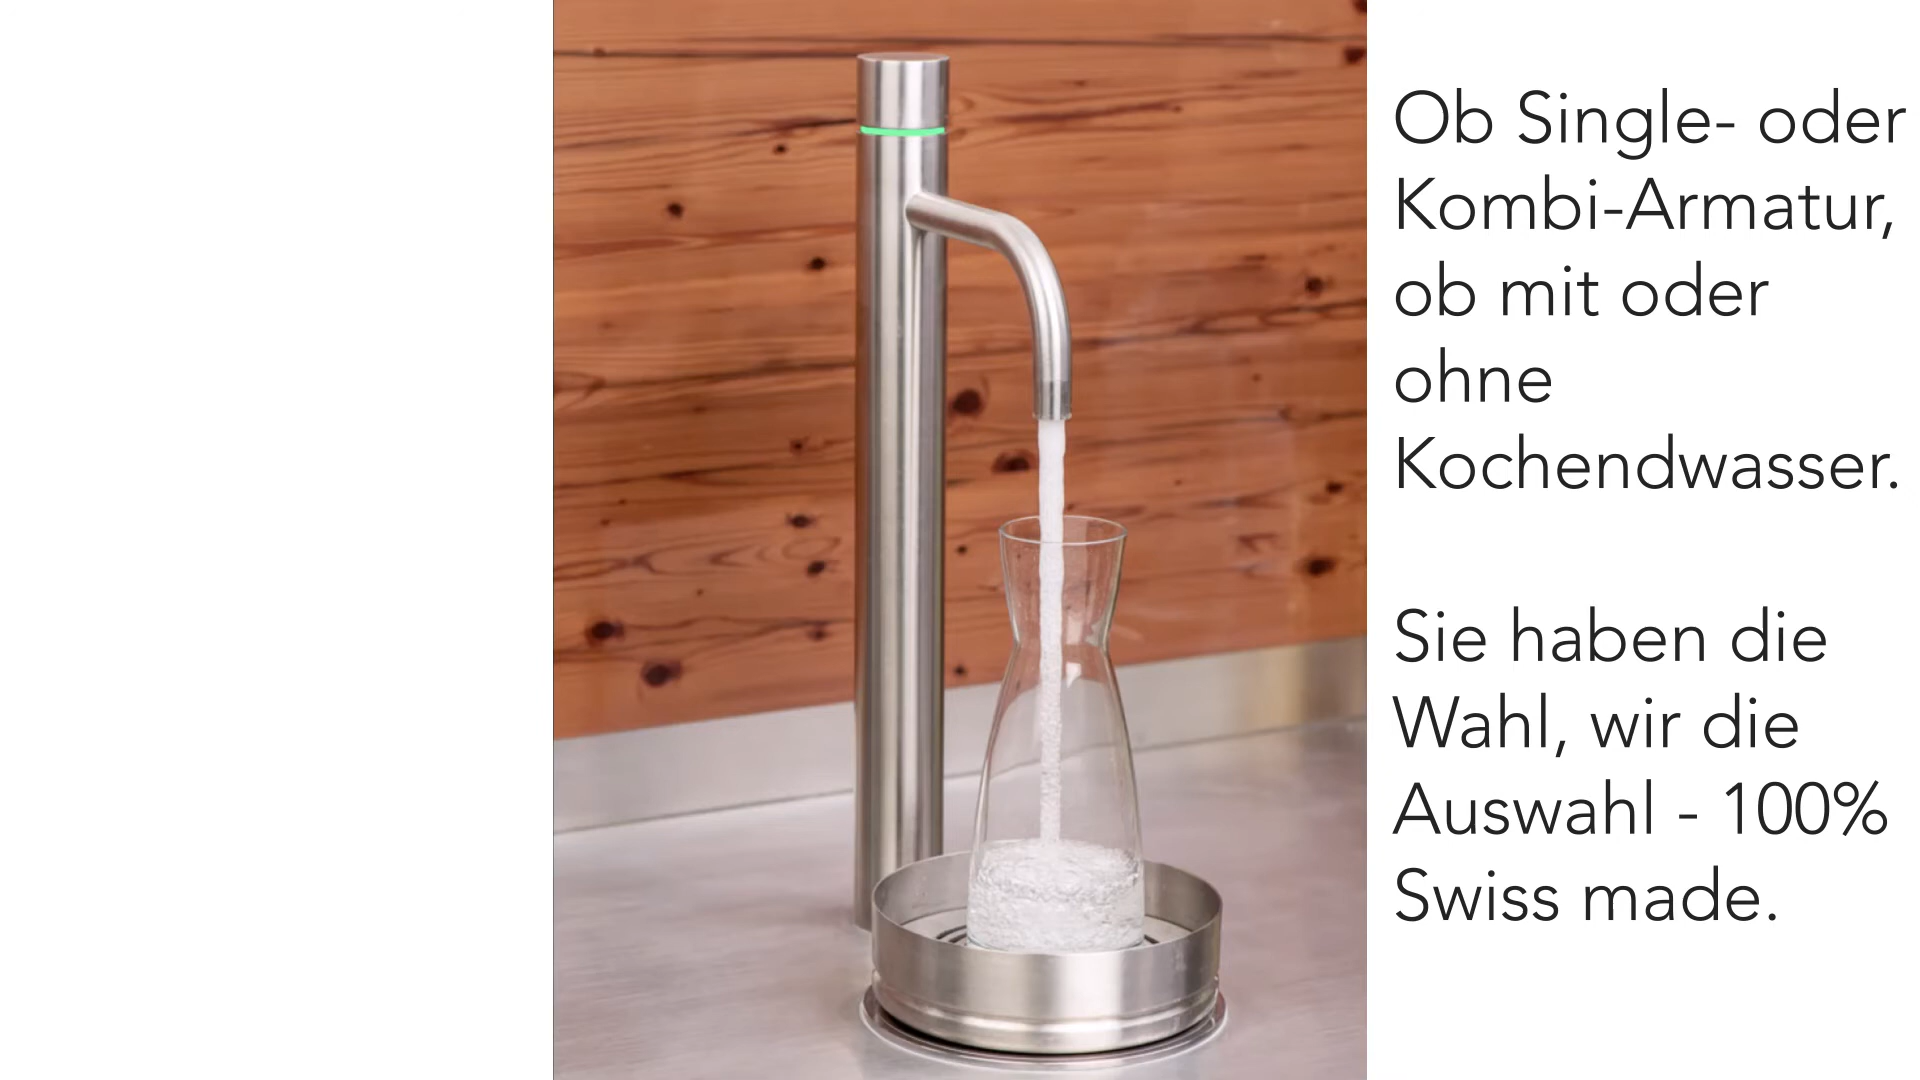 Ob Single- oder
Kombi-Armatur,
ob mit oder
ohne
Kochendwasser.
Sie haben die
Wahl, wir die
Auswahl - 100%
Swiss made.